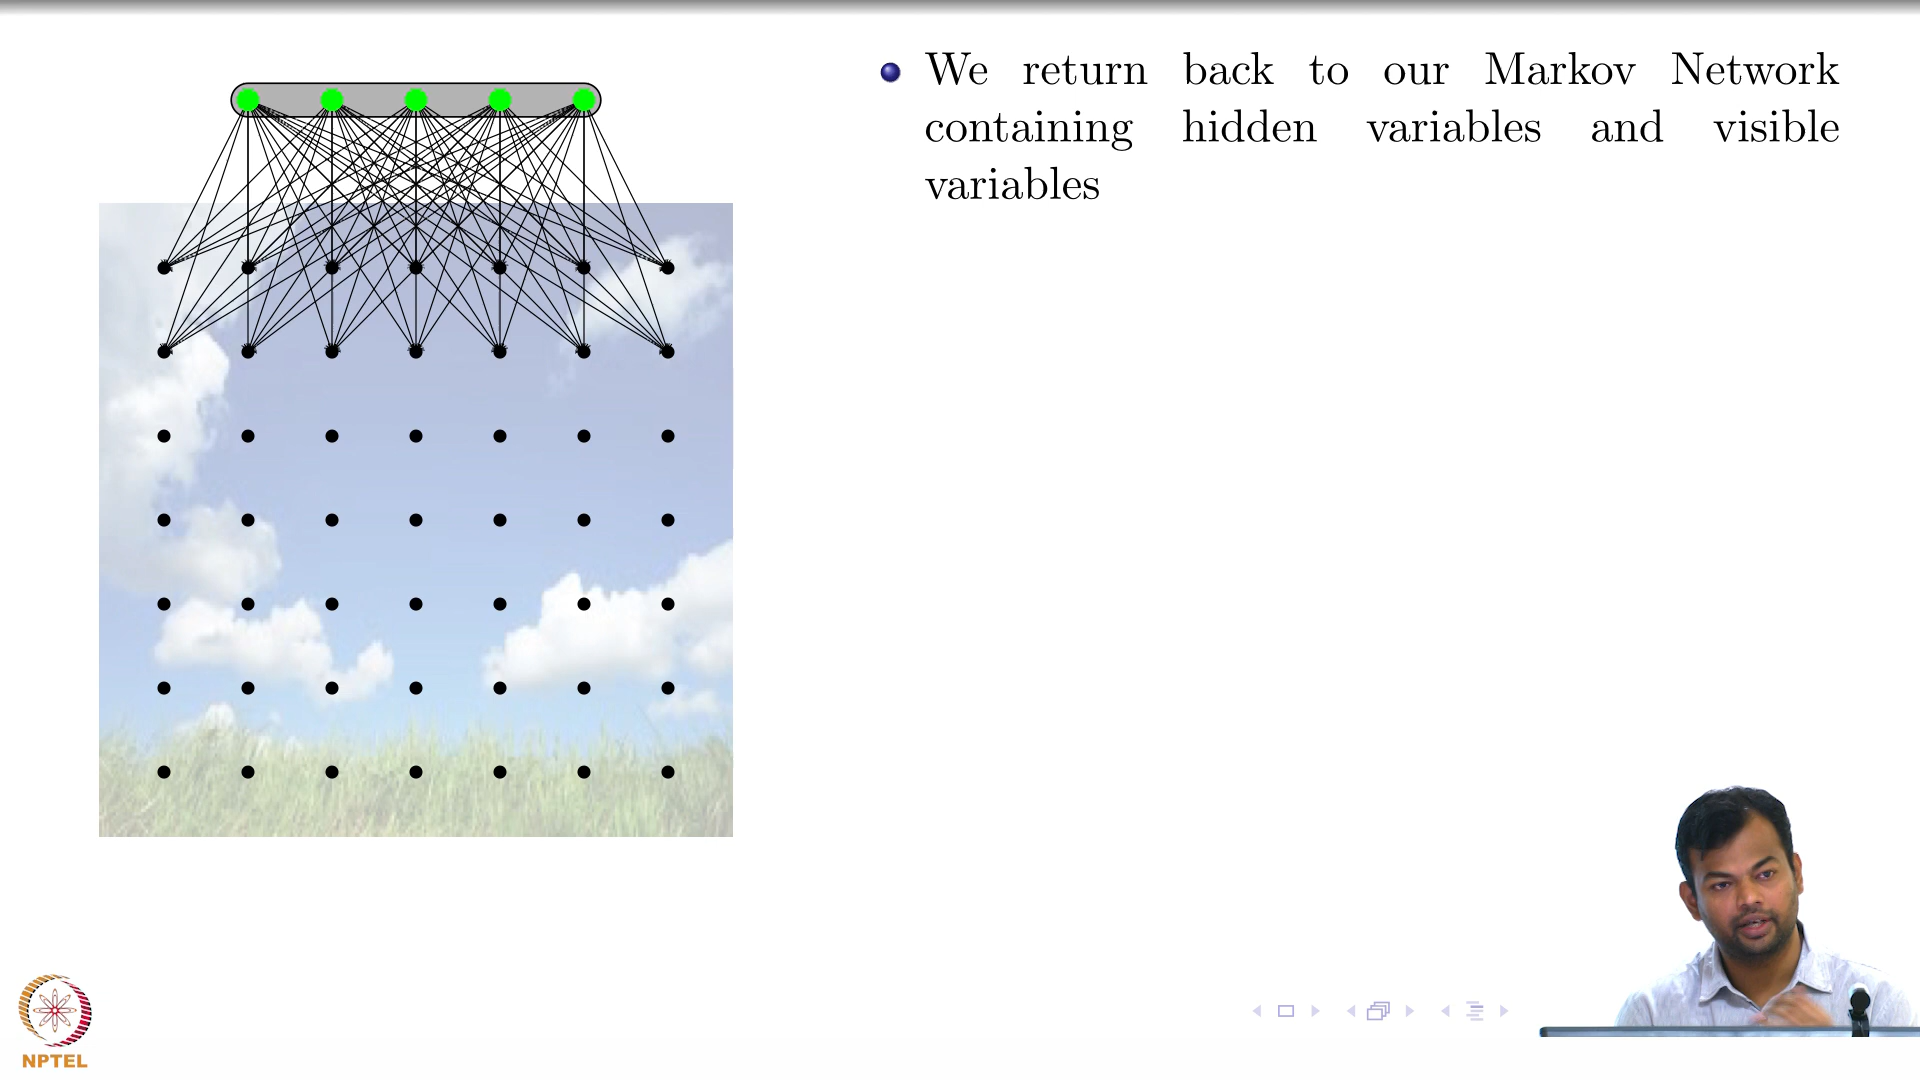 We return back to our Markov Network
containing hidden variables and visible
variables
NPTEL